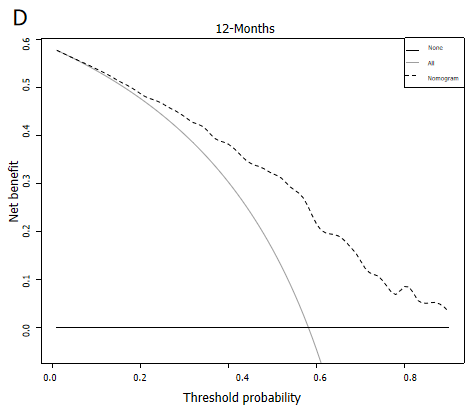 D
12-Months
None
All
Nomogram
Net benefit
0.6
0.5
0.4
0.3
0.2
0.1
0.0
0.0 0.2 0.4 0.6 0.8
Threshold probability